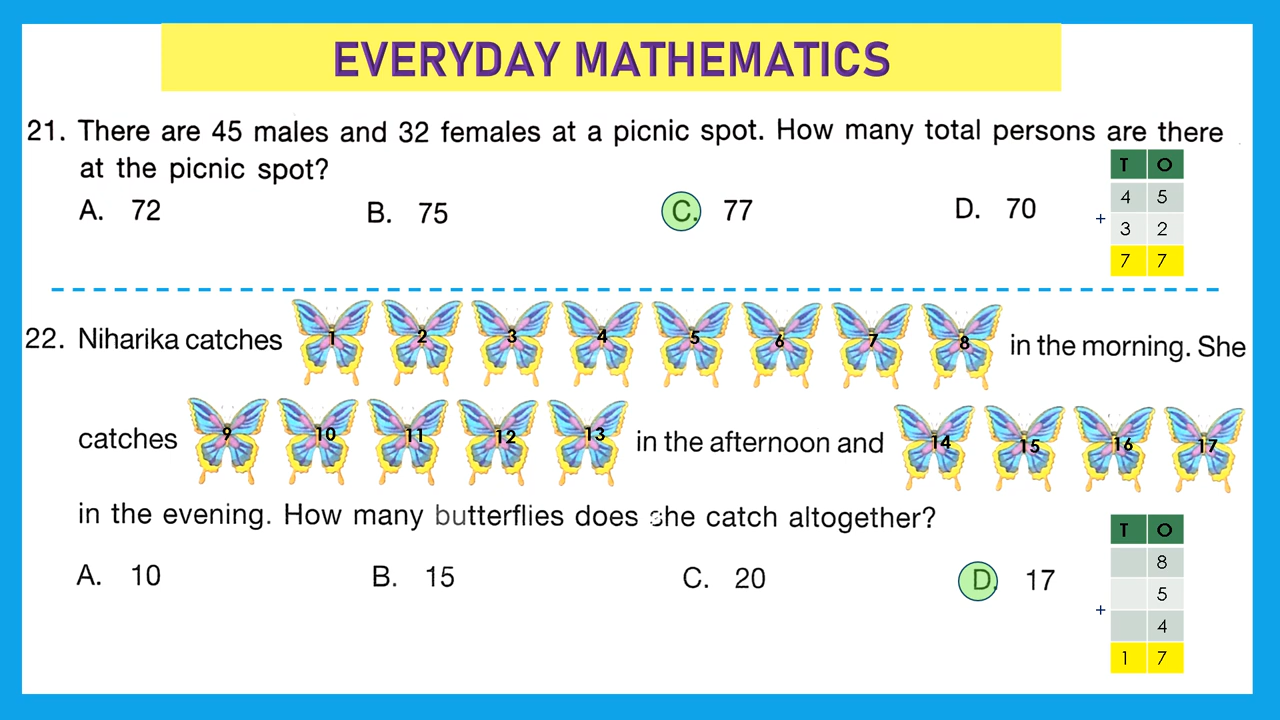 EVERYDAY MATHEMATICS
21. There are 45 males and 32 females at a picnic spot. How many total persons are there
at the picnic spot?
A. 72 B. 75 C. 77 D. 70
T O
4 5
+ 3 2
7 7
22. Niharika catches 1 2 3 4 5 6 7 8 in the morning. She
catches 9 10 11 12 13 in the afternoon and 14 15 16 17
in the evening. How many butterflies does she catch altogether?
A. 10 B. 15 C. 20 D. 17
T O
8
5
+ 4
1 7